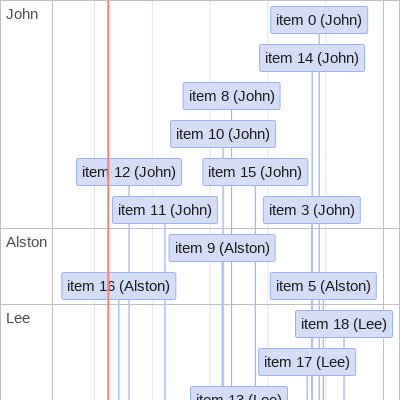 John
item 0 (John)
item 14 (John)
item 8 (John)
item 10 (John)
item 12 (John)
item 15 (John)
item 11 (John)
item 3 (John)
Alston
item 9 (Alston)
item 16 (Alston)
item 5 (Alston)
Lee
item 18 (Lee)
item 17 (Lee)
item 13 (Lee)